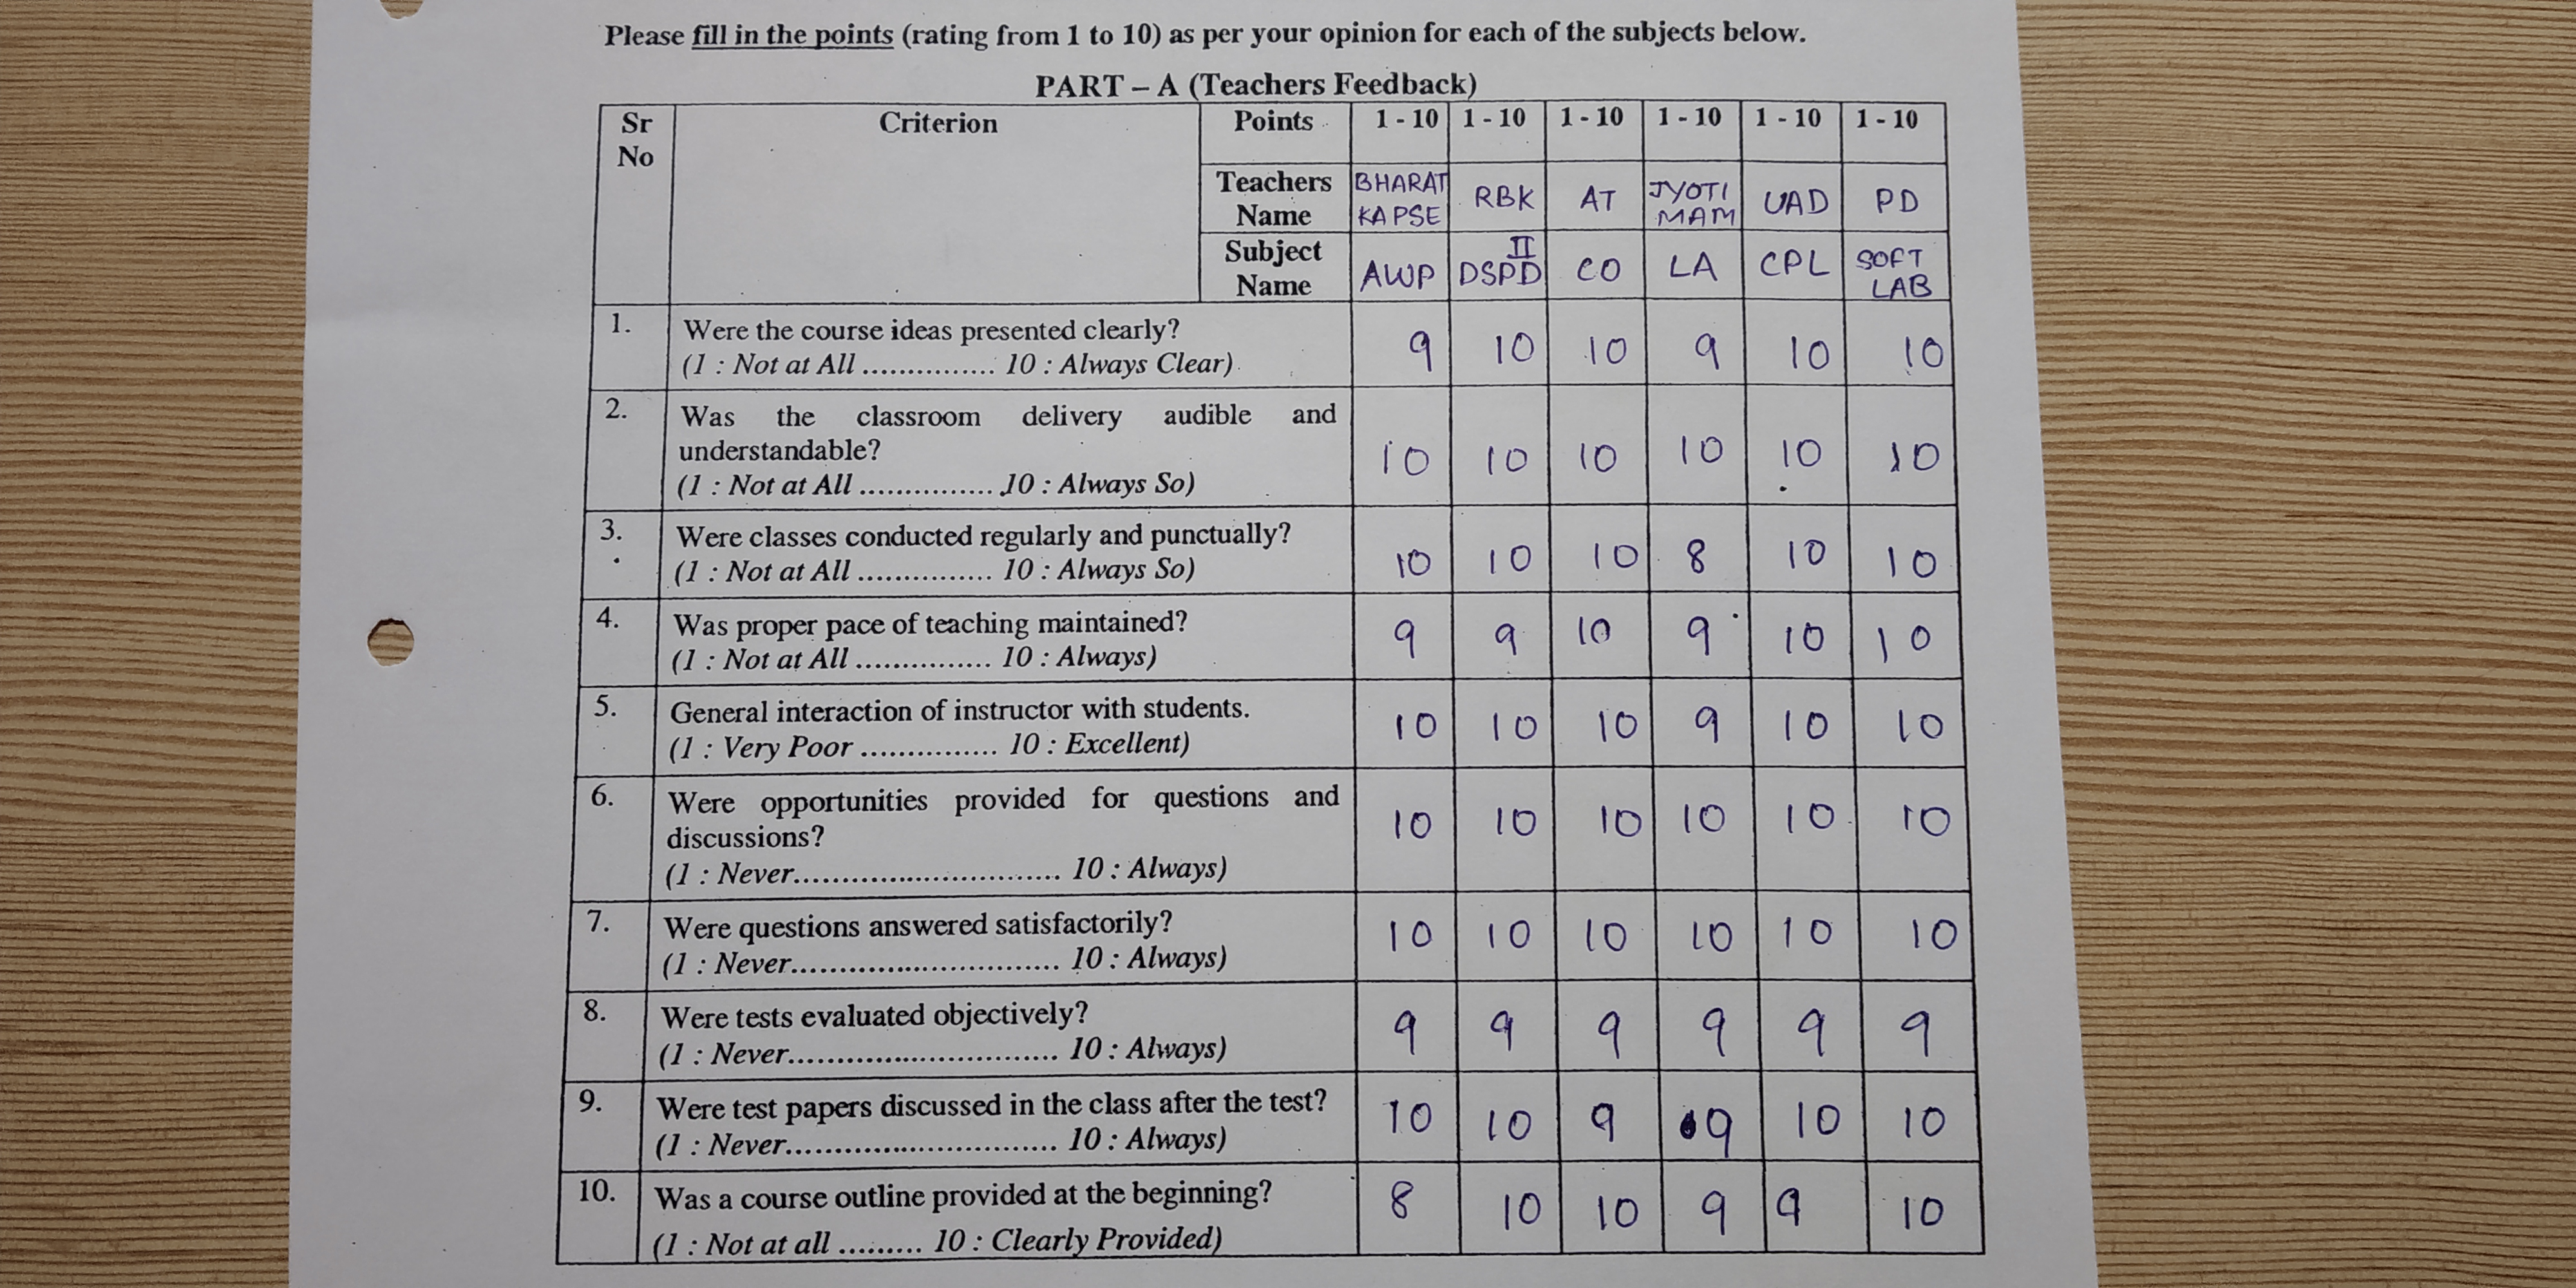 Please fill in the points (rating from 1 to 10) as per your opinion for each of the subjects below.
PART – A (Teachers Feedback)
Sr No Criterion Points 1 - 10 1 - 10 1 - 10 1 - 10 1 - 10 1 - 10
Teachers Name BHARAT KAPSE RBK AT JYOTI MAM UAD PD
Subject Name AWP DSPD II CO LA CPL SOFT LAB
1. Were the course ideas presented clearly? 9 10 10 9 10 10
(1 : Not at All ............... 10 : Always Clear)
2. Was the classroom delivery audible and
understandable? 10 10 10 10 10 10
(1 : Not at All ............... 10 : Always So)
3. Were classes conducted regularly and punctually? 10 10 10 8 10 10
(1 : Not at All ............... 10 : Always So)
4. Was proper pace of teaching maintained? 9 9 10 9 10 10
(1 : Not at All ............... 10 : Always)
5. General interaction of instructor with students. 10 10 10 9 10 10
(1 : Very Poor ............... 10 : Excellent)
6. Were opportunities provided for questions and
discussions? 10 10 10 10 10 10
(1 : Never.............................. 10 : Always)
7. Were questions answered satisfactorily? 10 10 10 10 10 10
(1 : Never.............................. 10 : Always)
8. Were tests evaluated objectively? 9 9 9 9 9 9
(1 : Never.............................. 10 : Always)
9. Were test papers discussed in the class after the test? 10 10 9 9 10 10
(1 : Never.............................. 10 : Always)
10. Was a course outline provided at the beginning? 8 10 10 9 9 10
(1 : Not at all ......... 10 : Clearly Provided)